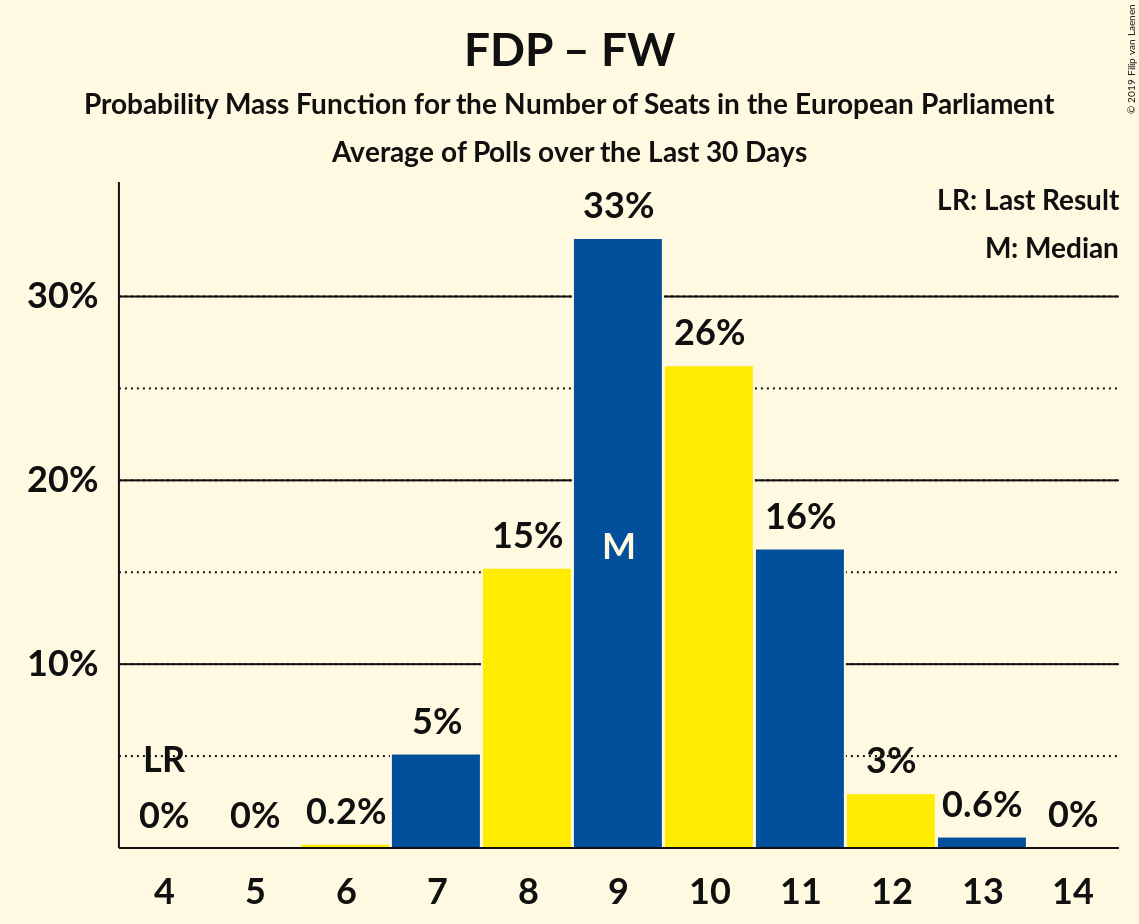 FDP – FW
Probability Mass Function for the Number of Seats in the European Parliament
Average of Polls over the Last 30 Days
© 2019 Filip van Laenen
LR: Last Result
M: Median
33%
30%
26%
20%
16%
15%
M
10%
5%
LR
3%
0%
0%
0.2%
0.6%
0%
4 5 6 7 8 9 10 11 12 13 14